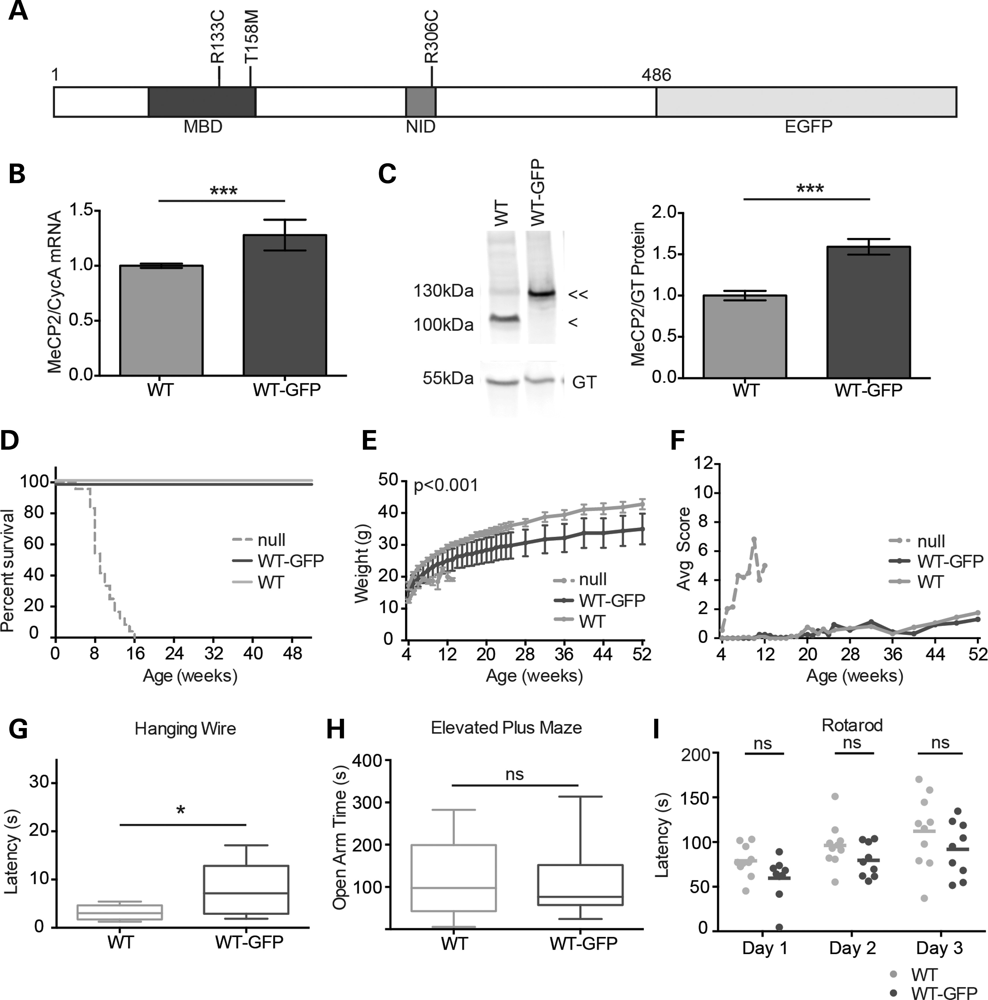 A
R133C
T158M
R306C
1
486
MBD
NID
EGFP
B
***
MeCP2/CycA mRNA
1.5
1.0
0.5
0.0
WT
WT-GFP
C
WT
WT-GFP
130kDa
<<
100kDa
<
55kDa
GT
***
MeCP2/GT Protein
2.0
1.5
1.0
0.5
0.0
WT
WT-GFP
D
Percent survival
100
80
60
40
20
0
null
WT-GFP
WT
0 8 16 24 32 40 48
Age (weeks)
E
p<0.001
Weight (g)
50
40
30
20
10
0
null
WT-GFP
WT
4 12 20 28 36 44 52
Age (weeks)
F
Avg Score
12
10
8
6
4
2
0
null
WT-GFP
WT
4 12 20 28 36 44 52
Age (weeks)
G
Hanging Wire
Latency (s)
30
20
10
0
*
WT
WT-GFP
H
Elevated Plus Maze
Open Arm Time (s)
400
300
200
100
ns
WT
WT-GFP
I
Rotarod
ns
ns
ns
Latency (s)
200
150
100
50
0
Day 1
Day 2
Day 3
WT
WT-GFP